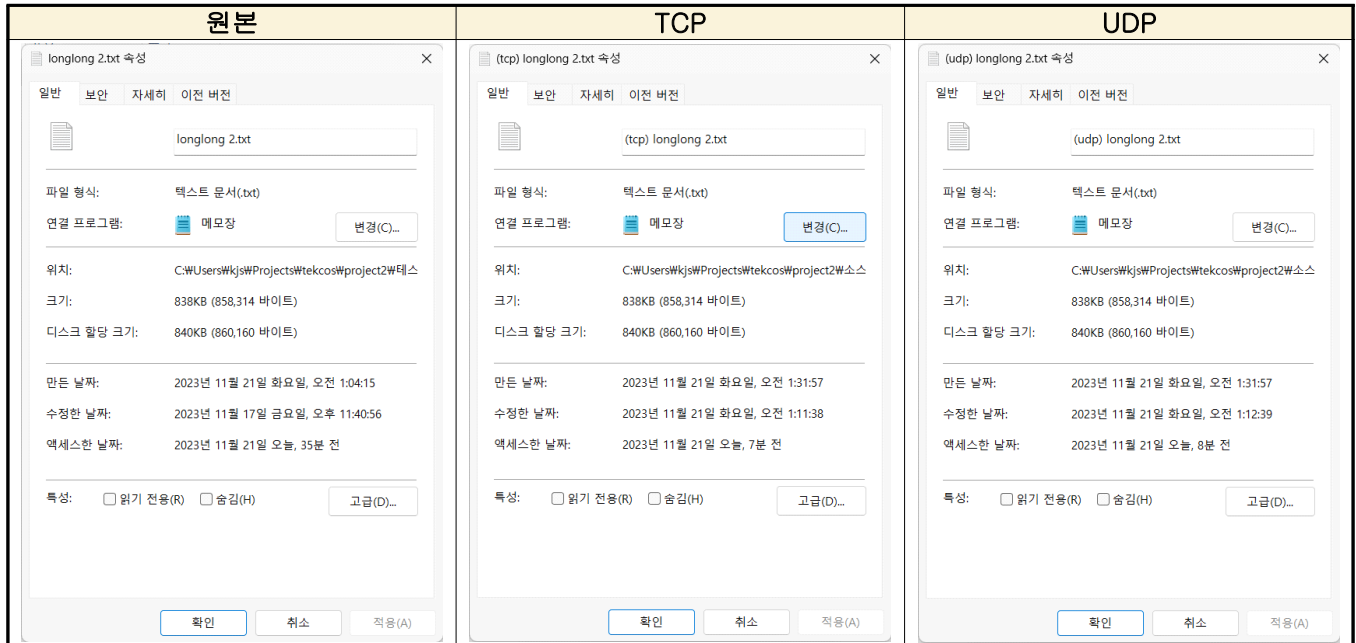 원본
longlong 2.txt 속성
일반 보안 자세히 이전 버전
longlong 2.txt
파일 형식: 텍스트 문서(.txt)
연결 프로그램: 메모장 변경(C)...
위치: C:₩Users₩kjs₩Projects₩tekcos₩project2₩테스
크기: 838KB (858,314 바이트)
디스크 할당 크기: 840KB (860,160 바이트)
만든 날짜: 2023년 11월 21일 화요일, 오전 1:04:15
수정한 날짜: 2023년 11월 17일 금요일, 오후 11:40:56
액세스한 날짜: 2023년 11월 21일 오늘, 35분 전
특성: 읽기 전용(R) 숨김(H) 고급(D)...
확인 취소 적용(A)
TCP
(tcp) longlong 2.txt 속성
일반 보안 자세히 이전 버전
(tcp) longlong 2.txt
파일 형식: 텍스트 문서(.txt)
연결 프로그램: 메모장 변경(C)...
위치: C:₩Users₩kjs₩Projects₩tekcos₩project2₩소스
크기: 838KB (858,314 바이트)
디스크 할당 크기: 840KB (860,160 바이트)
만든 날짜: 2023년 11월 21일 화요일, 오전 1:31:57
수정한 날짜: 2023년 11월 21일 화요일, 오전 1:11:38
액세스한 날짜: 2023년 11월 21일 오늘, 7분 전
특성: 읽기 전용(R) 숨김(H) 고급(D)...
확인 취소 적용(A)
UDP
(udp) longlong 2.txt 속성
일반 보안 자세히 이전 버전
(udp) longlong 2.txt
파일 형식: 텍스트 문서(.txt)
연결 프로그램: 메모장 변경(C)...
위치: C:₩Users₩kjs₩Projects₩tekcos₩project2₩소스
크기: 838KB (858,314 바이트)
디스크 할당 크기: 840KB (860,160 바이트)
만든 날짜: 2023년 11월 21일 화요일, 오전 1:31:57
수정한 날짜: 2023년 11월 21일 화요일, 오전 1:12:39
액세스한 날짜: 2023년 11월 21일 오늘, 8분 전
특성: 읽기 전용(R) 숨김(H) 고급(D)...
확인 취소 적용(A)